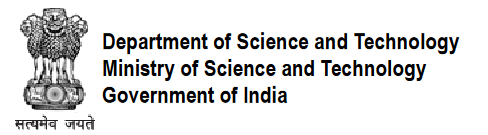 Department of Science and Technology
Ministry of Science and Technology
Government of India
सत्यमेव जयते